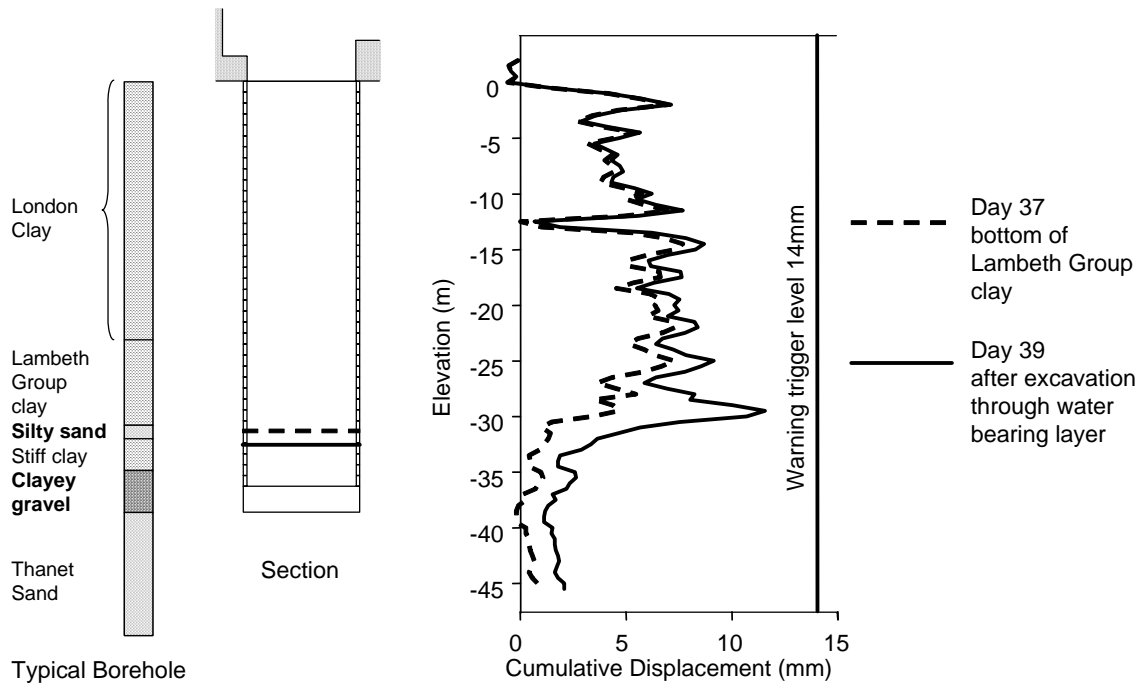 London
Clay
Lambeth
Group
clay
Silty sand
Stiff clay
Clayey
gravel
Thanet
Sand
Typical Borehole
Section
Elevation (m)
0
-5
-10
-15
-20
-25
-30
-35
-40
-45
0
5
10
15
Cumulative Displacement (mm)
Warning trigger level 14mm
Day 37
bottom of
Lambeth Group
clay
Day 39
after excavation
through water
bearing layer